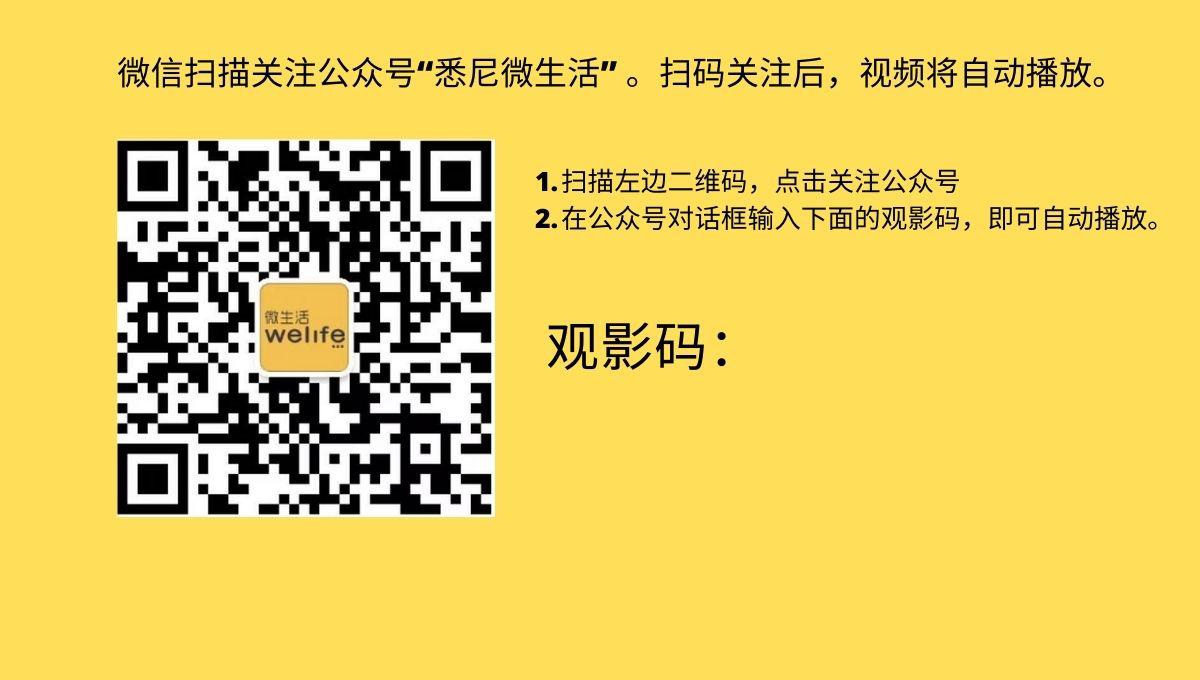 微信扫描关注公众号“悉尼微生活” 。扫码关注后，视频将自动播放。
1. 扫描左边二维码，点击关注公众号
2. 在公众号对话框输入下面的观影码，即可自动播放。
微生活
welife
观影码：